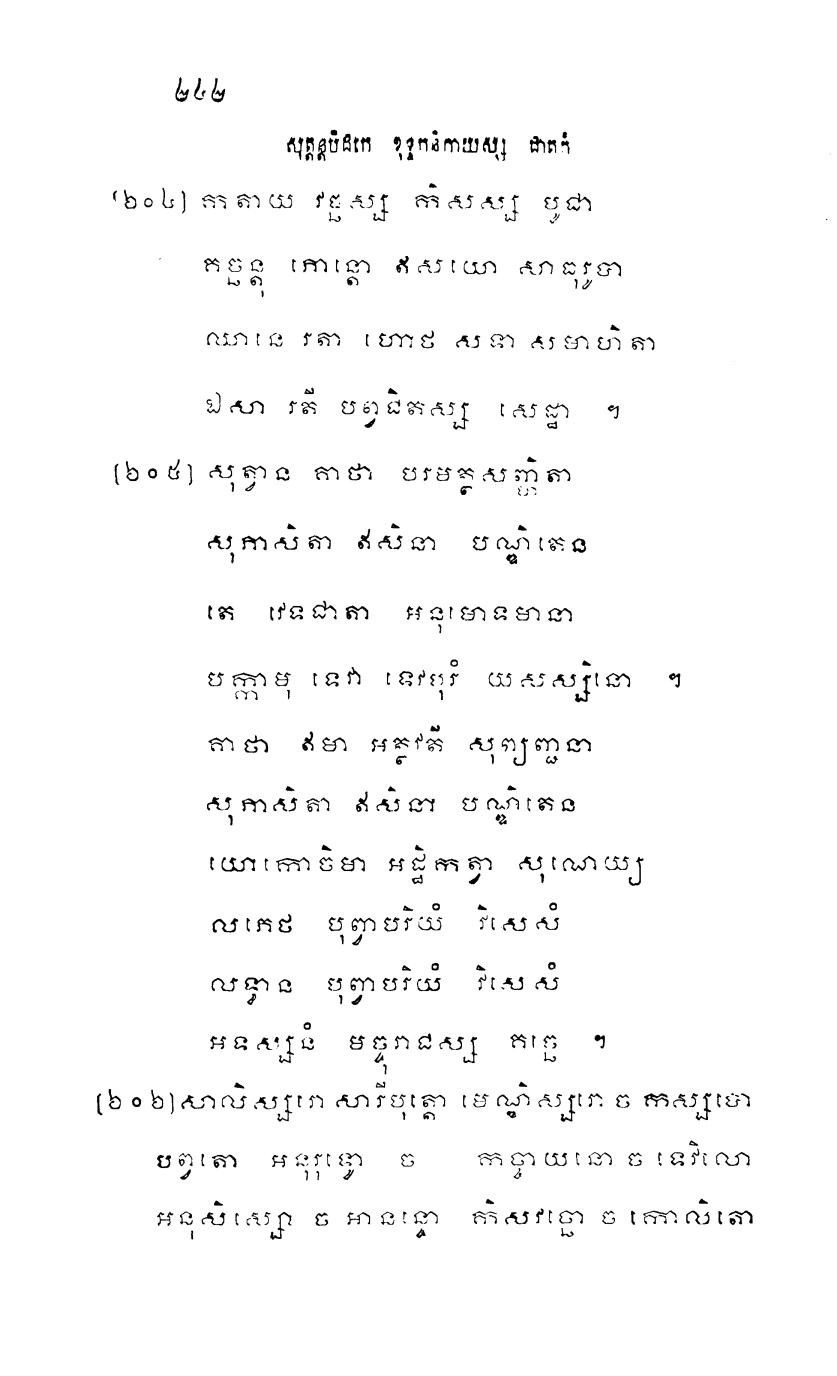 ២៤២
សុត្តន្តបិដកេ ខុទ្ទកនិកាយស្ស ជាតកំ
(២០៤) កតាយ វច្ឆស្ស កិសស្ស បូជា
គច្ឆន្តុ ភោន្តោ ឥសយោ សាធុរូបា
ឈានេ រតា ហោថ សទា សមាហិតា
ឯសា រតី បព្វជិតស្ស សេដ្ឋា ។
(២០៥) សុត្វាន គាថា បរមត្ថសញ្ហិតា
សុភាសិតា ឥសិនា បណ្ឌិតេន
តេ វេទជាតា អនុមោទមានា
បក្កាមុ ទេវា ទេវបុរំ យសស្សិនោ ។
គាថា ឥមា អត្ថវតី សុព្យញ្ជនា
សុភាសិតា ឥសិនា បណ្ឌិតេន
យោកោចិមា អដ្ឋិកត្វា សុណេយ្យ
លភេថ បុព្វាបរិយំ វិសេសំ
លទ្ធាន បុព្វាបរិយំ វិសេសំ
អទស្សនំ មច្ចុរាជស្ស គច្ឆេ ។
(២០៦) សាលិស្សរោ សារីបុត្តោ មេណ្ឌិស្សរោ ច កស្សបោ
បព្វតោ អនុរុទ្ធោ ច កច្ចាយនោ ច ទេវិលោ
អនុសិស្សោ ច អានន្ទោ កិសវច្ឆោ ច កោលិតោ